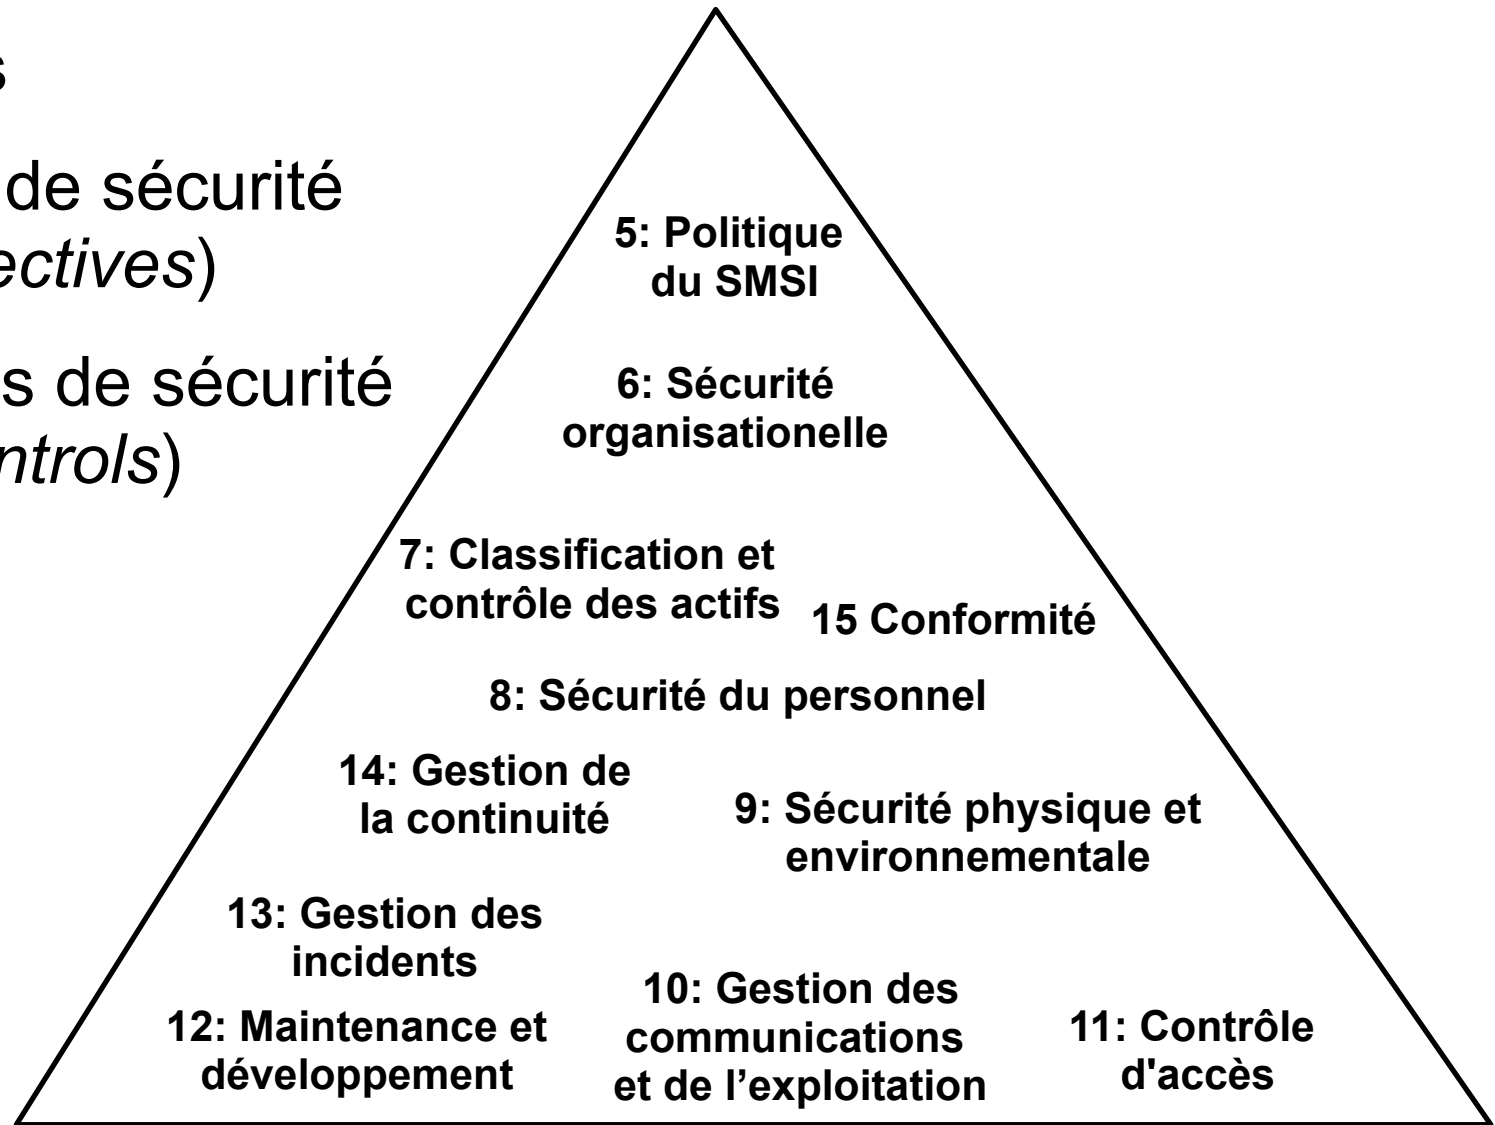 s
de sécurité
ectives)
s de sécurité
ntrols)
5: Politique
du SMSI
6: Sécurité
organisationelle
7: Classification et
contrôle des actifs
15 Conformité
8: Sécurité du personnel
14: Gestion de
la continuité
9: Sécurité physique et
environnementale
13: Gestion des
incidents
10: Gestion des
communications
et de l’exploitation
12: Maintenance et
développement
11: Contrôle
d'accès